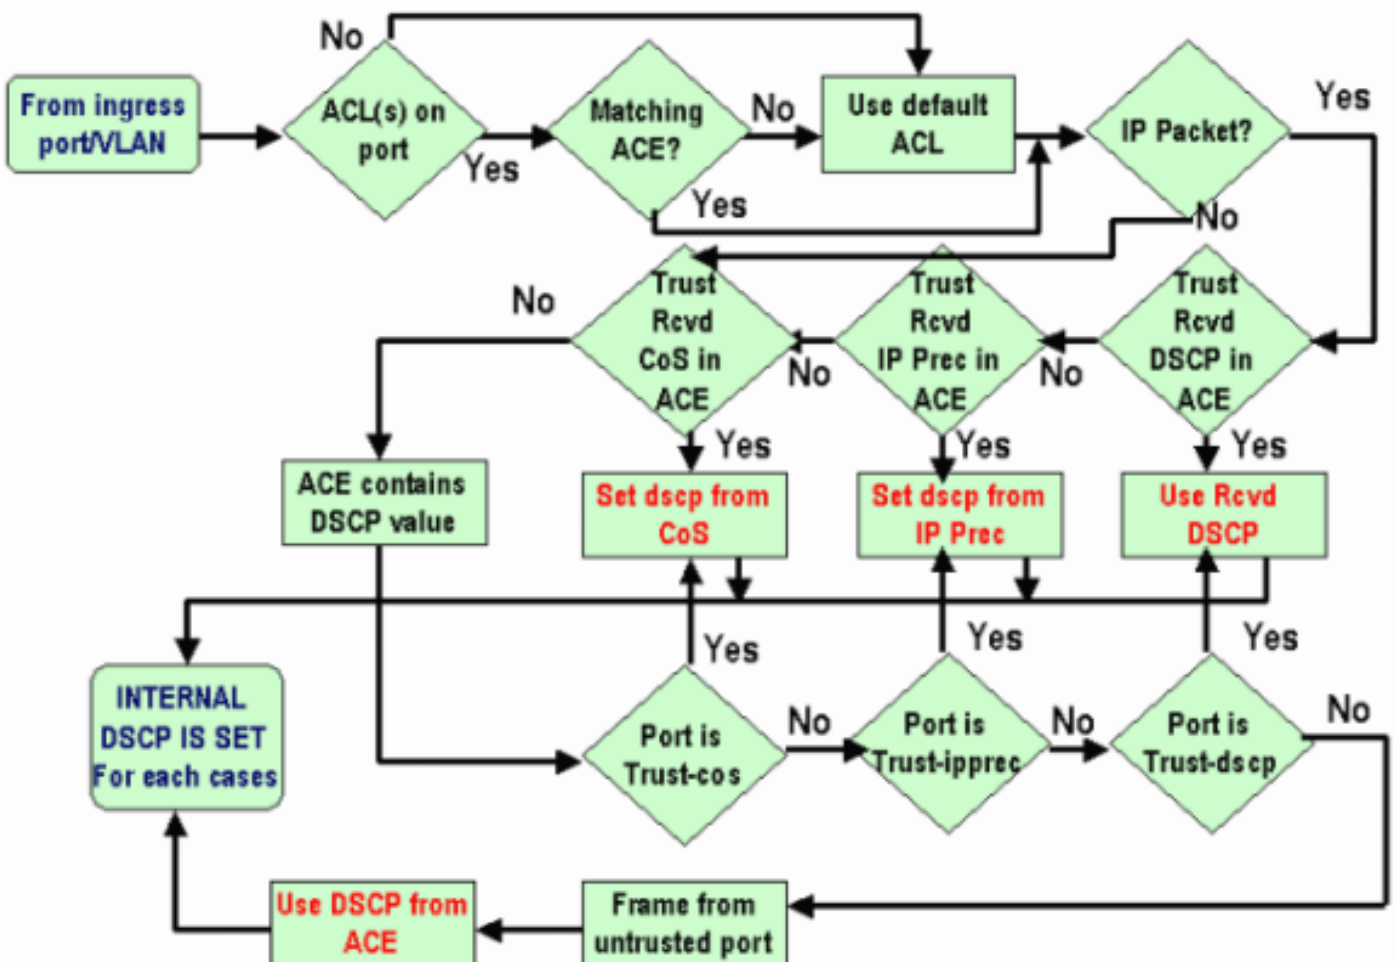 No
From ingress
port/VLAN
ACL(s) on
port
Yes
Matching
ACE?
No
Yes
Use default
ACL
IP Packet?
Yes
No
Trust
Rcvd
CoS in
ACE
No
Trust
Rcvd
IP Prec in
ACE
No
Trust
Rcvd
DSCP in
ACE
No
Yes
Yes
Yes
ACE contains
DSCP value
Set dscp from
CoS
Set dscp from
IP Prec
Use Rcvd
DSCP
Yes
Yes
Yes
INTERNAL
DSCP IS SET
For each cases
Port is
Trust-cos
No
Port is
Trust-ipprec
No
Port is
Trust-dscp
No
Use DSCP from
ACE
Frame from
untrusted port